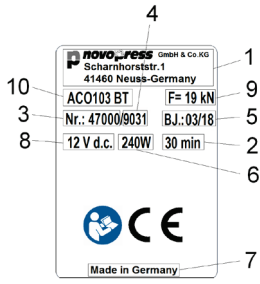 4
novopress GmbH & Co.KG
Scharnhorststr.1
41460 Neuss-Germany
1
10
ACO103 BT
F= 19 kN
9
3
Nr.: 47000/9031
BJ.: 03/18
5
8
12 V d.c.
240W
30 min
2
6
CE
Made in Germany
7